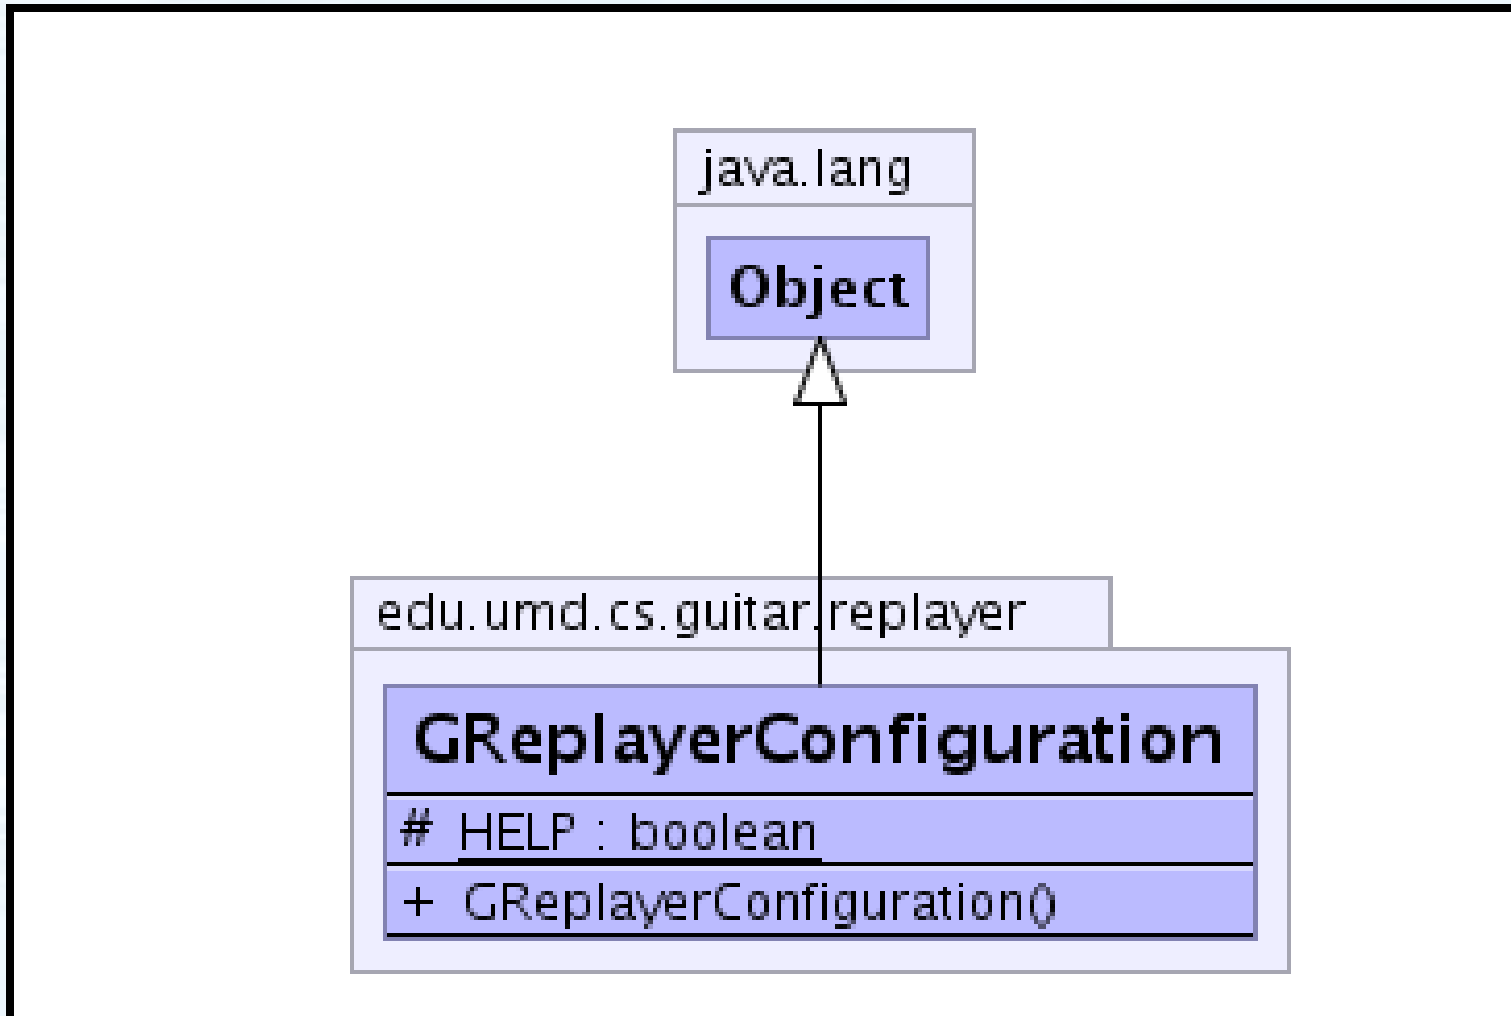 java.lang
Object
edu.umd.cs.guitar.replayer
GReplayerConfiguration
# HELP : boolean
+ GReplayerConfiguration()